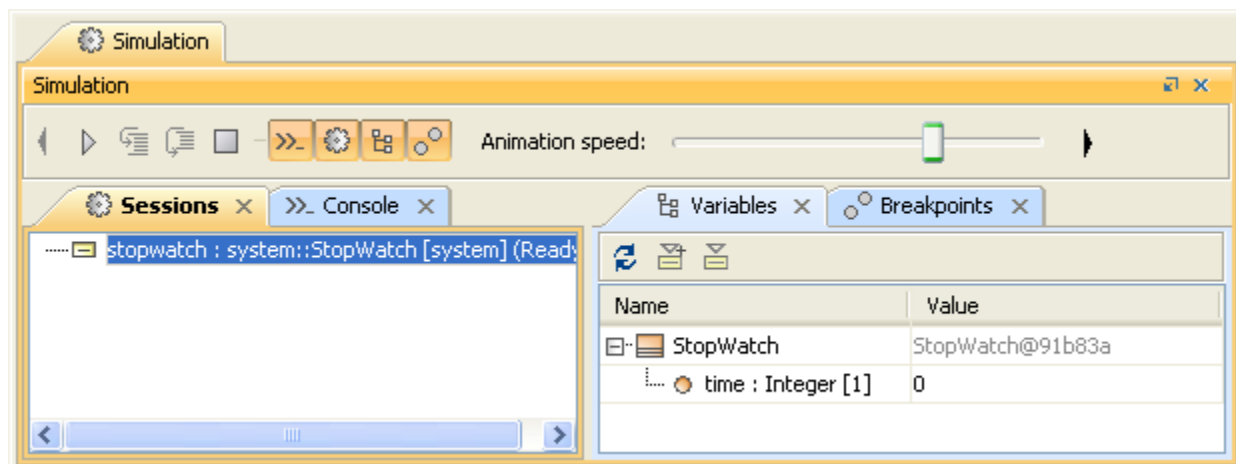 Simulation
Simulation
Animation speed:
Sessions
>>_ Console
Variables
Breakpoints
stopwatch : system::StopWatch [system] (Ready
Name
Value
StopWatch
StopWatch@91b83a
time : Integer [1]
0